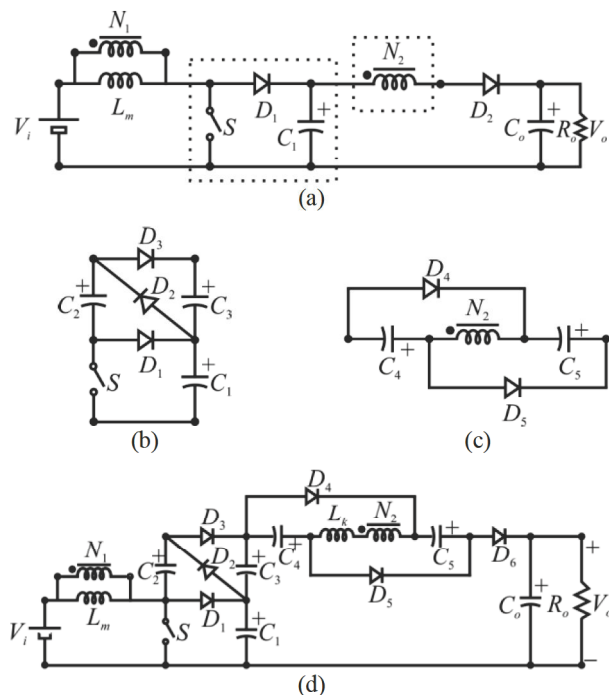 N1
Lm
Vi
S
D1
C1
N2
D2
Co
Ro
Vo
(a)
D3
C2
D2
C3
D1
S
C1
(b)
D4
N2
C4
C5
D5
(c)
D4
N1
D3
Lk
N2
C2
D2
C3
C4
C5
D6
D5
Vi
Lm
S
D1
C1
Co
Ro
Vo
(d)